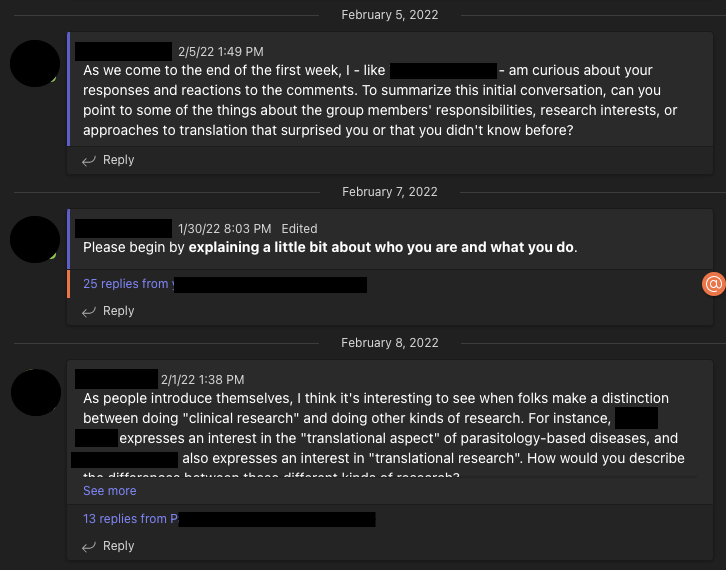 February 5, 2022
2/5/22 1:49 PM
As we come to the end of the first week, I - like - am curious about your
responses and reactions to the comments. To summarize this initial conversation, can you
point to some of the things about the group members' responsibilities, research interests, or
approaches to translation that surprised you or that you didn't know before?
Reply
February 7, 2022
1/30/22 8:03 PM Edited
Please begin by explaining a little bit about who you are and what you do.
25 replies from
@
Reply
February 8, 2022
2/1/22 1:38 PM
As people introduce themselves, I think it's interesting to see when folks make a distinction
between doing "clinical research" and doing other kinds of research. For instance,
expresses an interest in the "translational aspect" of parasitology-based diseases, and
also expresses an interest in "translational research". How would you describe
the differences between these different kinds of research?
See more
13 replies from P
Reply